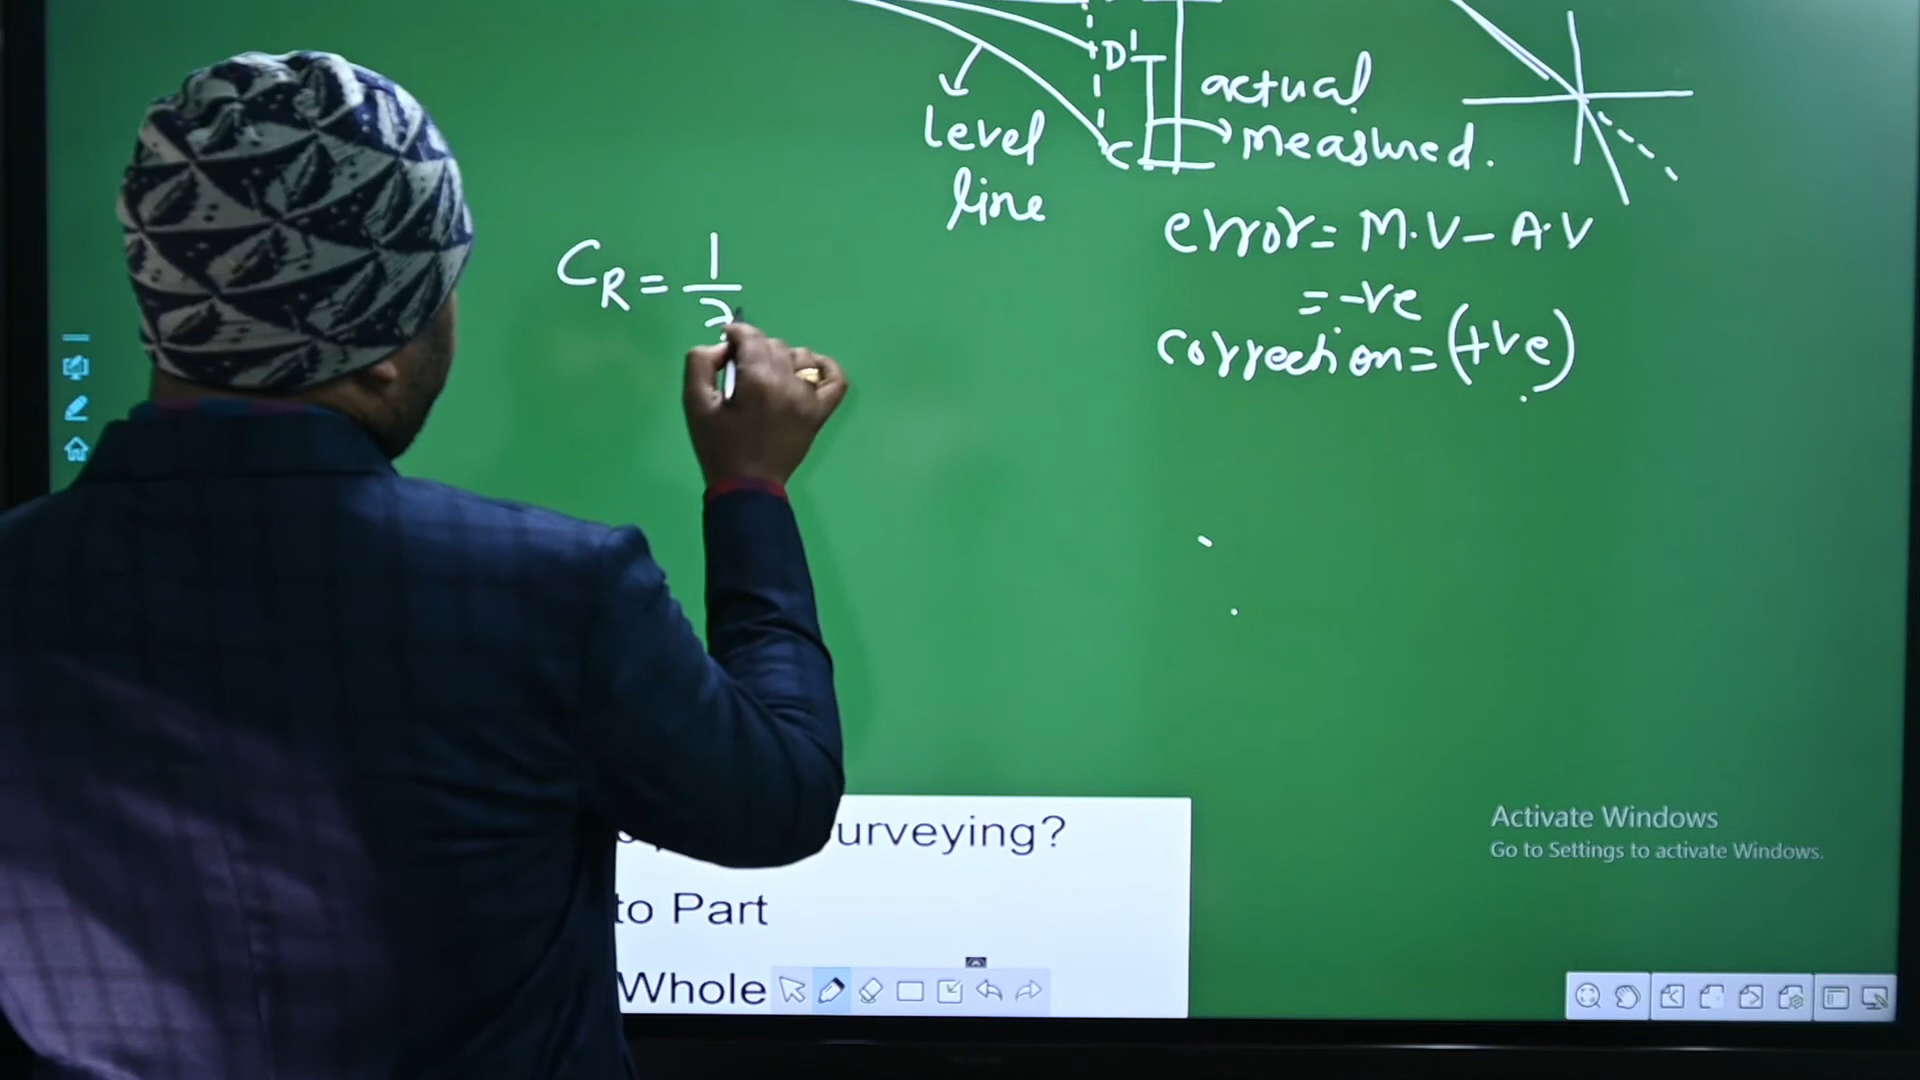 D'
actual
measured.
Level
line
C
error = M.V - A.V
= -ve
correction = (+ve)
C_R = 1/7
urveying?
to Part
Whole
Activate Windows
Go to Settings to activate Windows.